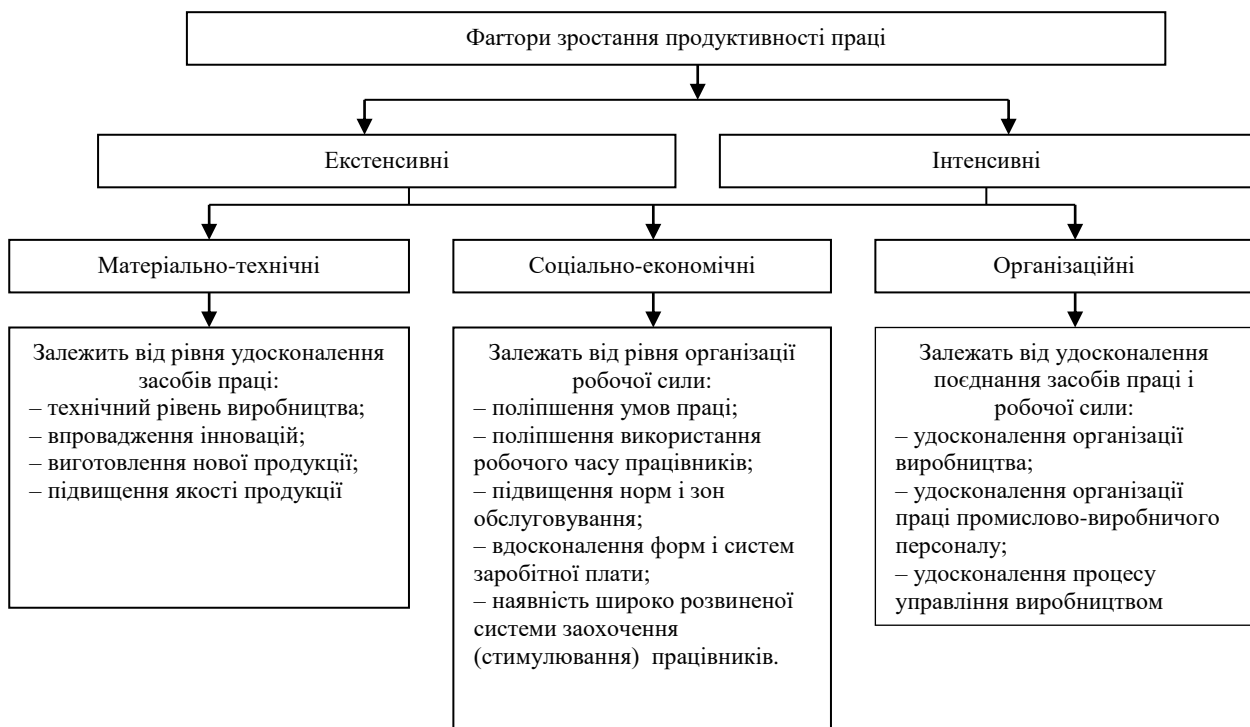 Фагтори зростання продуктивності праці
Екстенсивні
Інтенсивні
Матеріально-технічні
Соціально-економічні
Організаційні
Залежить від рівня удосконалення
засобів праці:
– технічний рівень виробництва;
– впровадження інновацій;
– виготовлення нової продукції;
– підвищення якості продукції
Залежать від рівня організації
робочої сили:
– поліпшення умов праці;
– поліпшення використання
робочого часу працівників;
– підвищення норм і зон
обслуговування;
– вдосконалення форм і систем
заробітної плати;
– наявність широко розвиненої
системи заохочення
(стимулювання) працівників.
Залежать від удосконалення
поєднання засобів праці і
робочої сили:
– удосконалення організації
виробництва;
– удосконалення організації
праці промислово-виробничого
персоналу;
– удосконалення процесу
управління виробництвом